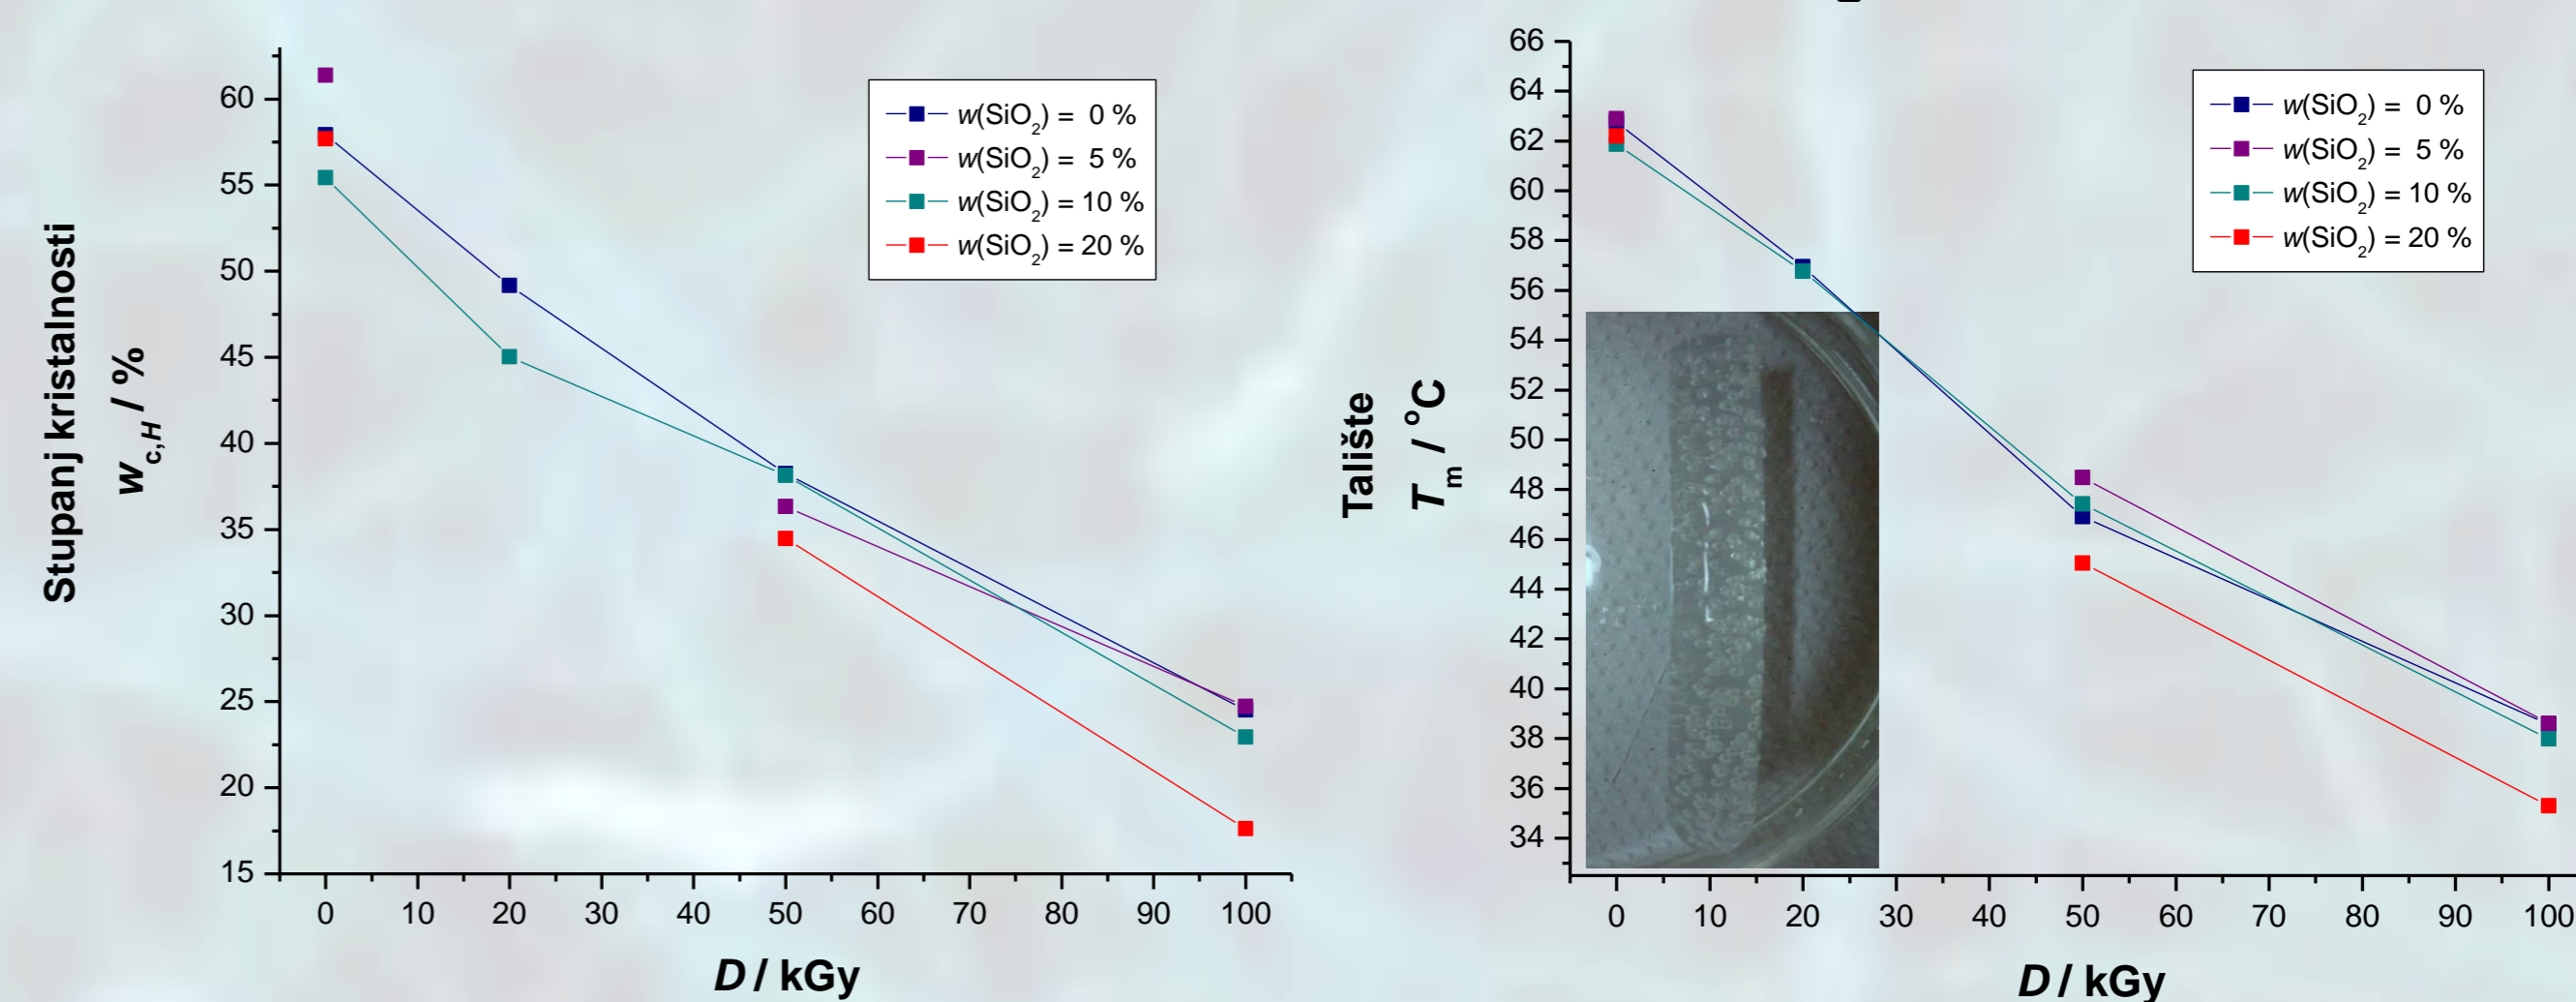 Stupanj kristalnosti
w c,H / %
60
55
50
45
40
35
30
25
20
15
0 10 20 30 40 50 60 70 80 90 100
D / kGy
w(SiO2) = 0 %
w(SiO2) = 5 %
w(SiO2) = 10 %
w(SiO2) = 20 %
Talište
Tm / °C
66
64
62
60
58
56
54
52
50
48
46
44
42
40
38
36
34
0 10 20 30 40 50 60 70 80 90 100
D / kGy
w(SiO2) = 0 %
w(SiO2) = 5 %
w(SiO2) = 10 %
w(SiO2) = 20 %